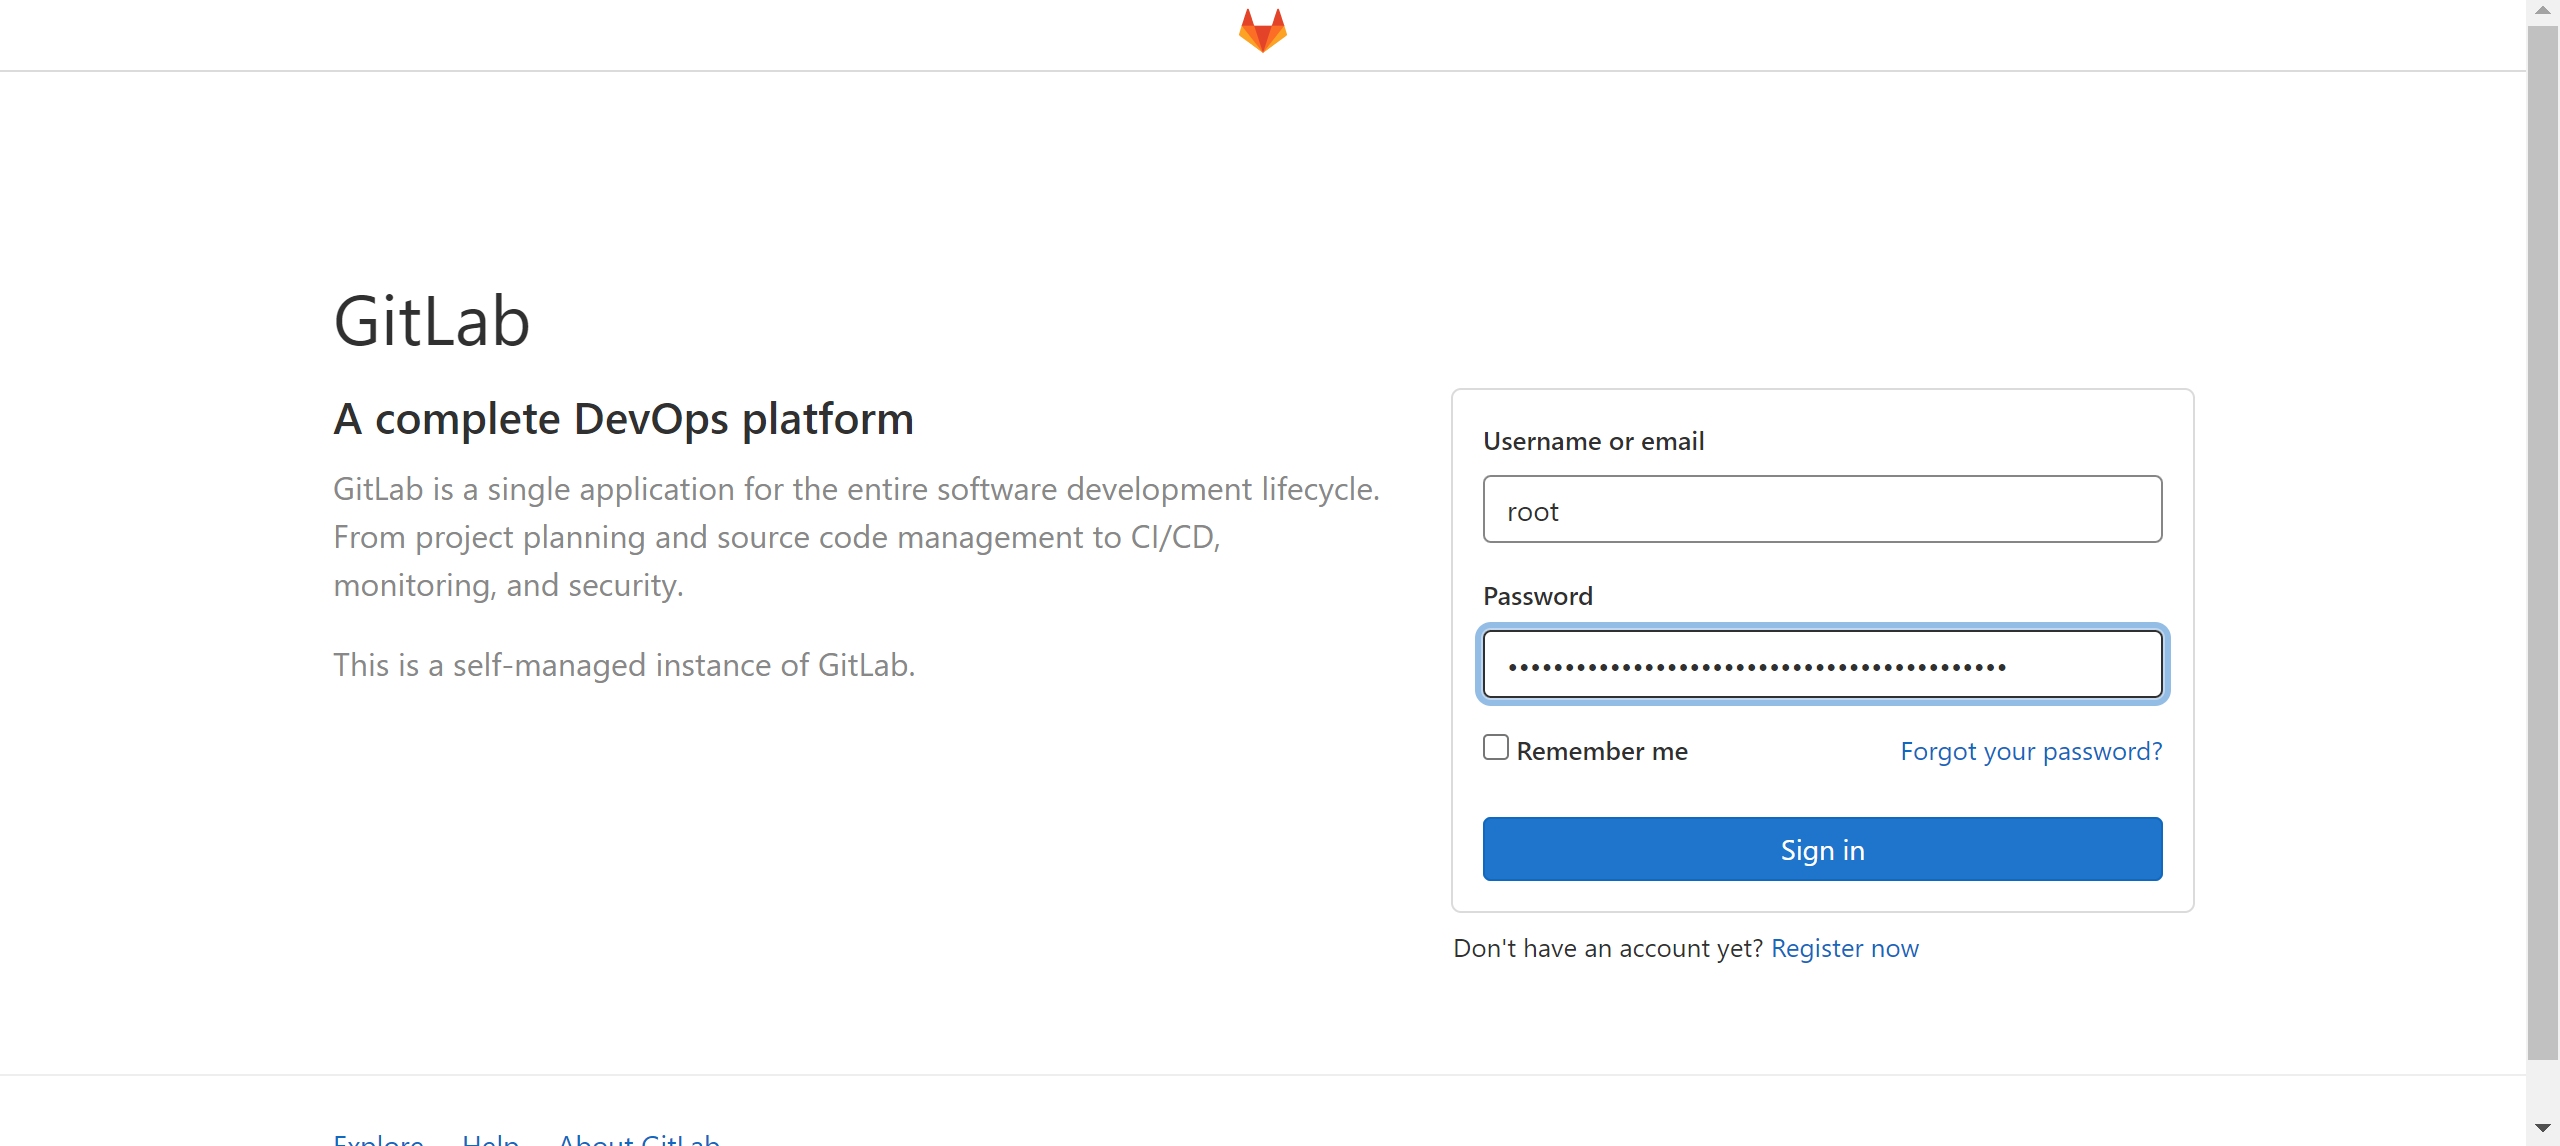 GitLab
A complete DevOps platform
GitLab is a single application for the entire software development lifecycle.
From project planning and source code management to CI/CD,
monitoring, and security.
This is a self-managed instance of GitLab.
Username or email
root
Password
••••••••••••••••••••••••••••••••••••••••••••
Remember me
Forgot your password?
Sign in
Don't have an account yet? Register now
Explore Help About GitLab